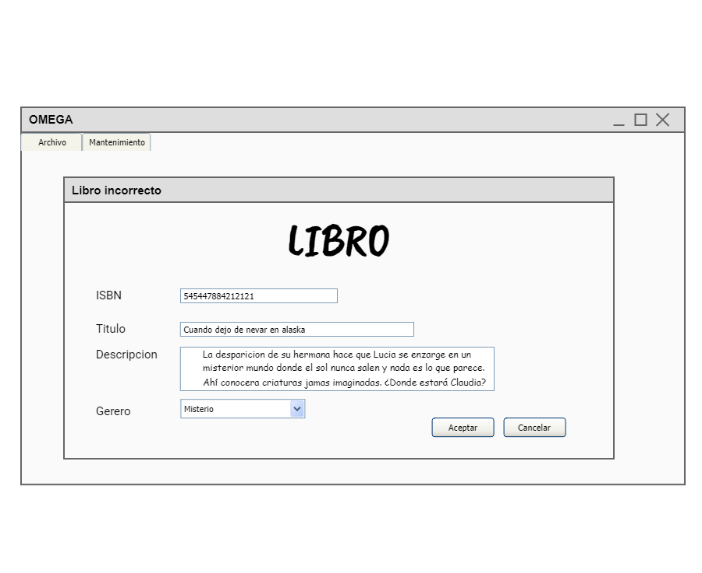 OMEGA
Archivo Mantenimiento
Libro incorrecto
LIBRO
ISBN 545447884212121
Titulo Cuando dejo de nevar en alaska
Descripcion La desparicion de su hermana hace que Lucia se enzarge en un
misterior mundo donde el sol nunca salen y nada es lo que parece.
Ahí conocera criaturas jamas imaginadas. ¿Donde estará Claudia?
Gerero Misterio
Aceptar Cancelar